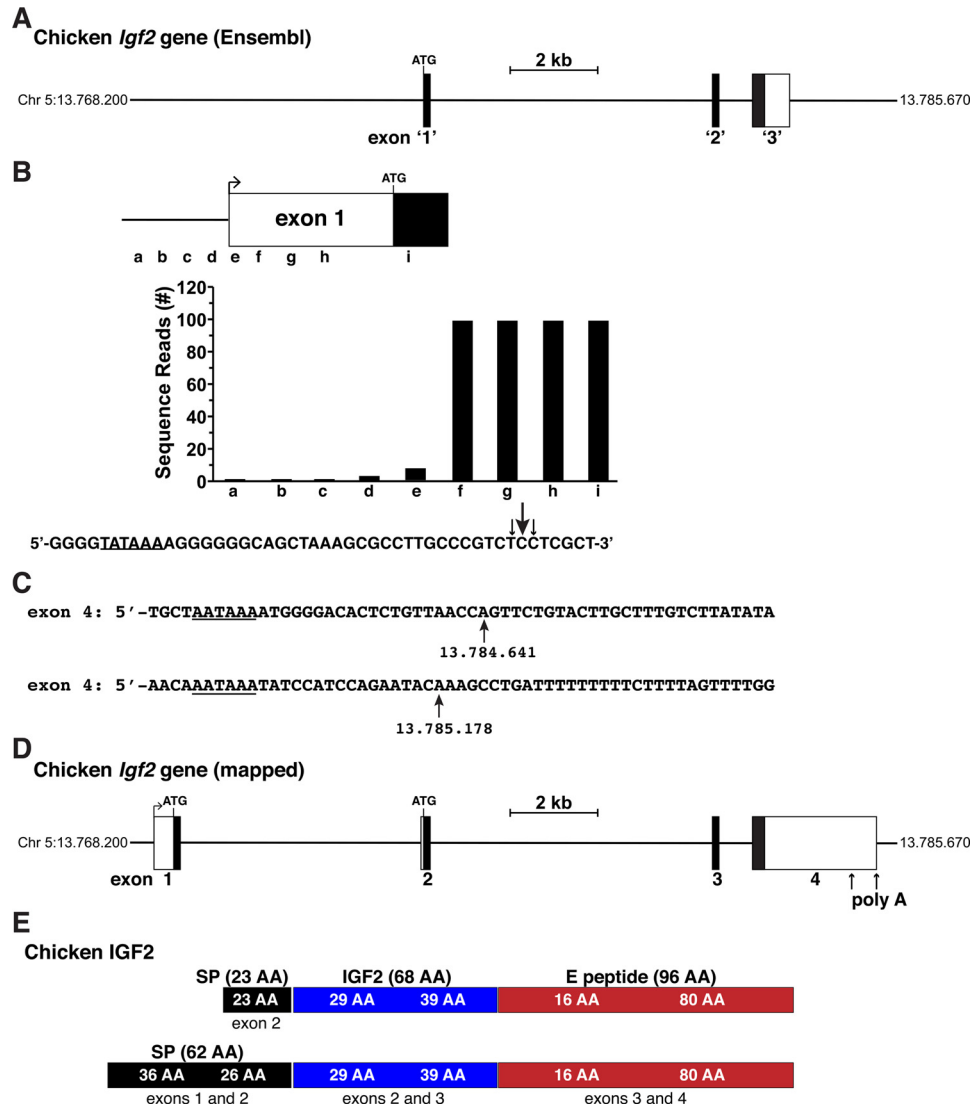 A
Chicken Igf2 gene (Ensembl)
ATG
2 kb
Chr 5:13.768.200
13.785.670
exon ‘1’
‘2’
‘3’
B
ATG
exon 1
a b c d e f g h i
Sequence Reads (#)
120
100
80
60
40
20
0
a b c d e f g h i
5'-GGGGTATAAAAGGGGGGCAGCTAAAGCGCCTTGCCCGTCTCCTCGCT-3'
C
exon 4: 5'-TGCTAATAAAATGGGGACACTCTGTTAACCAGTTCTGTACTTGCTTTGTCTTATATA
13.784.641
exon 4: 5'-AACAAATAAATATCCATCCAGAATACAAAGCCTGATTTTTTTTTTCTTTTAGTTTTGG
13.785.178
D
Chicken Igf2 gene (mapped)
ATG
ATG
2 kb
Chr 5:13.768.200
13.785.670
exon 1
2
3
4
poly A
E
Chicken IGF2
SP (23 AA) IGF2 (68 AA) E peptide (96 AA)
23 AA 29 AA 39 AA 16 AA 80 AA
exon 2
SP (62 AA)
36 AA 26 AA 29 AA 39 AA 16 AA 80 AA
exons 1 and 2 exons 2 and 3 exons 3 and 4